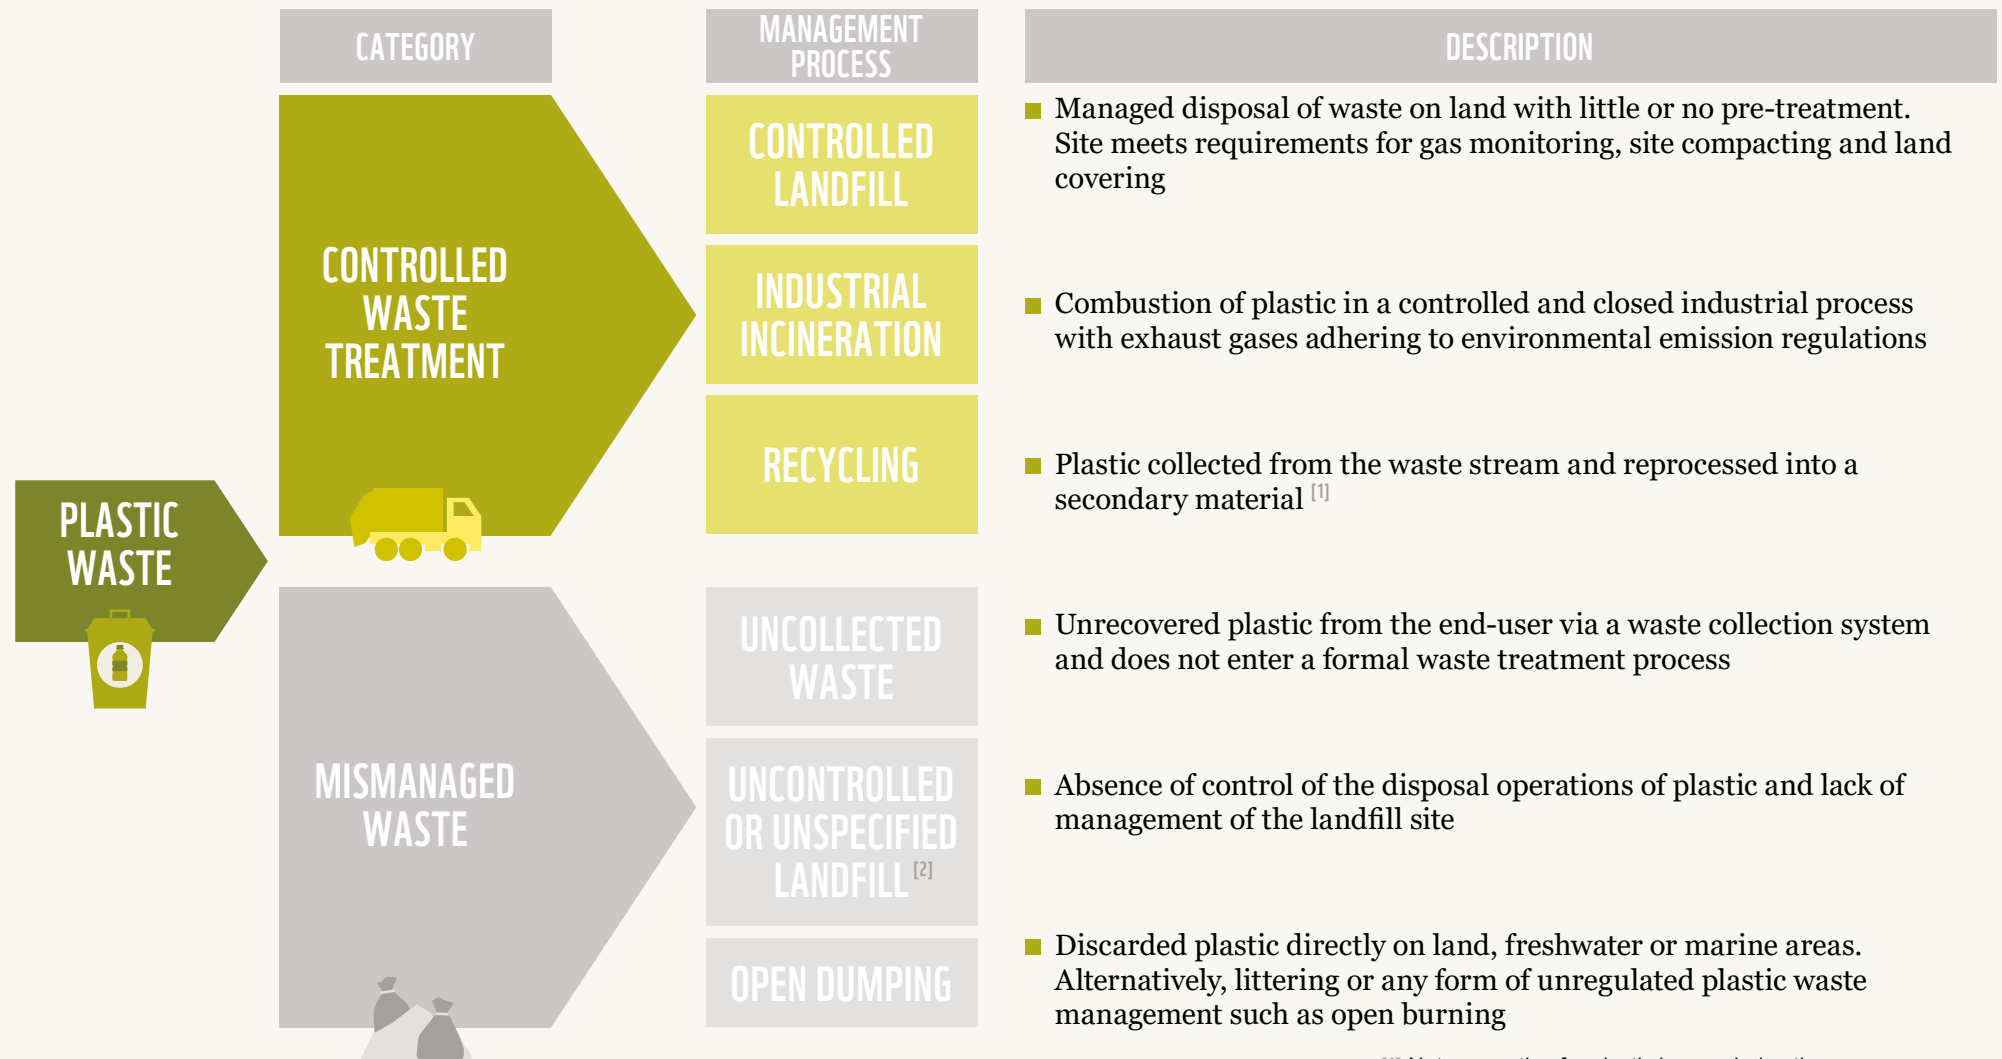 CATEGORY
MANAGEMENT
PROCESS
DESCRIPTION
PLASTIC
WASTE
CONTROLLED
WASTE
TREATMENT
CONTROLLED
LANDFILL
Managed disposal of waste on land with little or no pre-treatment.
Site meets requirements for gas monitoring, site compacting and land
covering
INDUSTRIAL
INCINERATION
Combustion of plastic in a controlled and closed industrial process
with exhaust gases adhering to environmental emission regulations
RECYCLING
Plastic collected from the waste stream and reprocessed into a
secondary material [1]
MISMANAGED
WASTE
UNCOLLECTED
WASTE
Unrecovered plastic from the end-user via a waste collection system
and does not enter a formal waste treatment process
UNCONTROLLED
OR UNSPECIFIED
LANDFILL [2]
Absence of control of the disposal operations of plastic and lack of
management of the landfill site
OPEN DUMPING
Discarded plastic directly on land, freshwater or marine areas.
Alternatively, littering or any form of unregulated plastic waste
management such as open burning